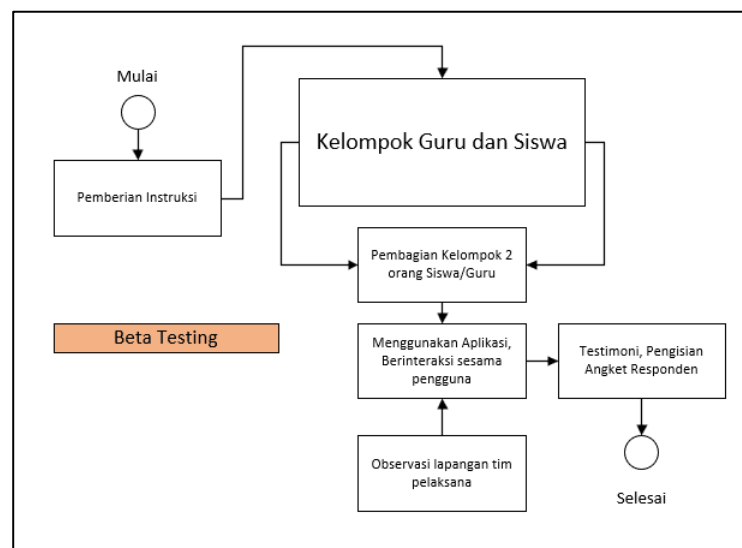 Mulai
Kelompok Guru dan Siswa
Pemberian Instruksi
Pembagian Kelompok 2
orang Siswa/Guru
Beta Testing
Menggunakan Aplikasi,
Berinteraksi sesama
pengguna
Testimoni, Pengisian
Angket Responden
Observasi lapangan tim
pelaksana
Selesai